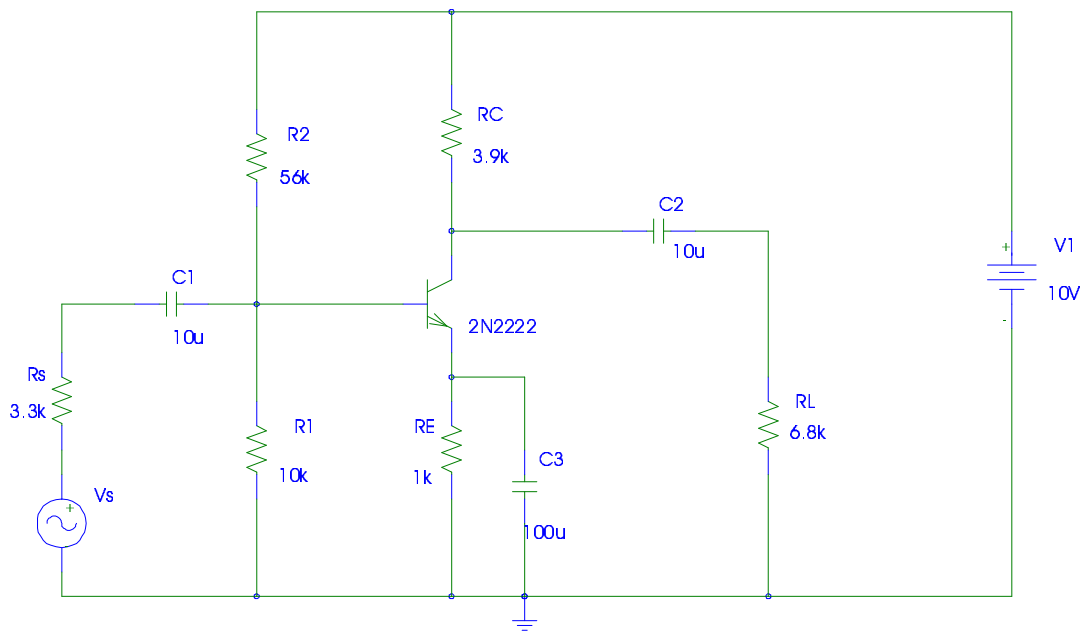 RC
3.9k
R2
56k
C2
10u
V1
+
10V
-
C1
10u
2N2222
Rs
3.3k
R1
10k
RE
1k
RL
6.8k
C3
100u
Vs
+